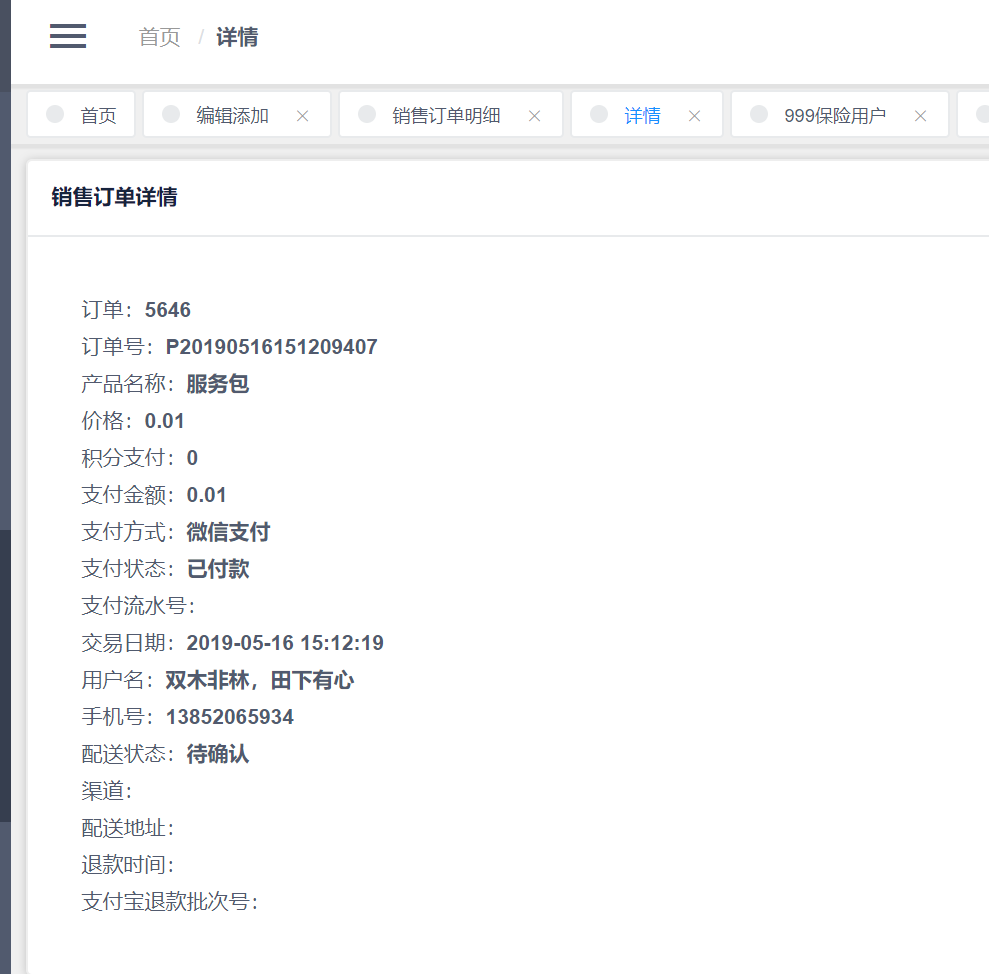 首页 / 详情
首页 编辑添加 × 销售订单明细 × 详情 × 999保险用户 ×
销售订单详情
订单：5646
订单号：P20190516151209407
产品名称：服务包
价格：0.01
积分支付：0
支付金额：0.01
支付方式：微信支付
支付状态：已付款
支付流水号：
交易日期：2019-05-16 15:12:19
用户名：双木非林，田下有心
手机号：13852065934
配送状态：待确认
渠道：
配送地址：
退款时间：
支付宝退款批次号：